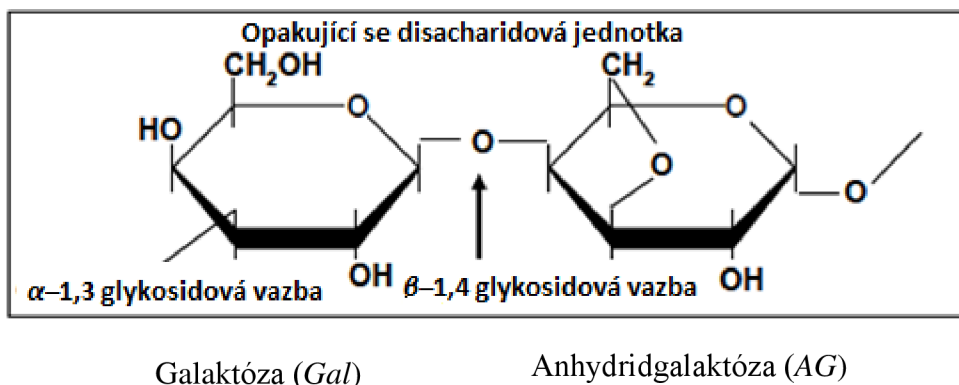 Opakující se disacharidová jednotka
CH2OH
CH2
O
O
HO
O
O
O
OH
OH
α–1,3 glykosidová vazba
β–1,4 glykosidová vazba
Galaktóza (Gal)
Anhydridgalaktóza (AG)